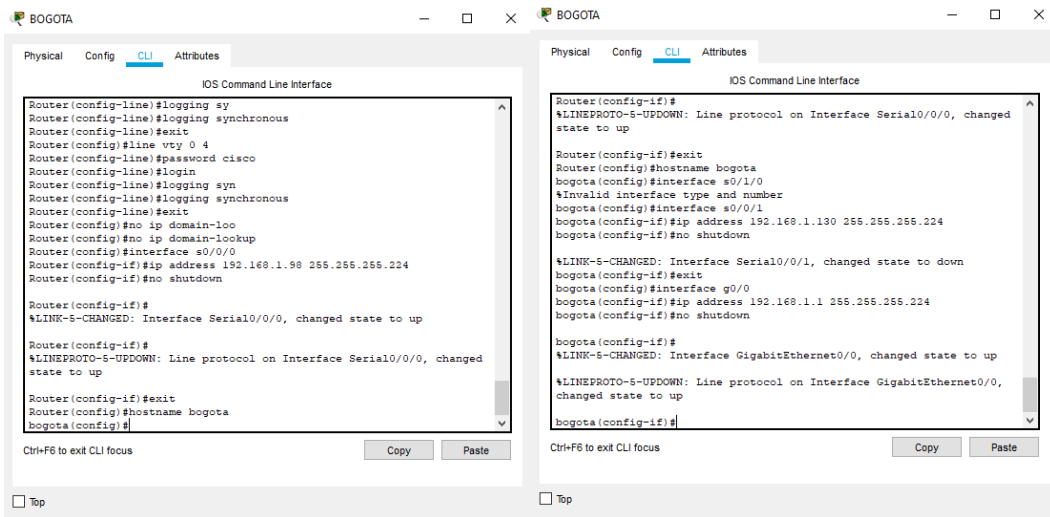 BOGOTA
Physical Config CLI Attributes
IOS Command Line Interface
Router(config-line)#logging sy
Router(config-line)#logging synchronous
Router(config-line)#exit
Router(config)#line vty 0 4
Router(config-line)#password cisco
Router(config-line)#login
Router(config-line)#logging syn
Router(config-line)#logging synchronous
Router(config-line)#exit
Router(config)#no ip domain-loo
Router(config)#no ip domain-lookup
Router(config)#interface s0/0/0
Router(config-if)#ip address 192.168.1.98 255.255.255.224
Router(config-if)#no shutdown
Router(config-if)#
%LINK-5-CHANGED: Interface Serial0/0/0, changed state to up
Router(config-if)#
%LINEPROTO-5-UPDOWN: Line protocol on Interface Serial0/0/0, changed
state to up
Router(config-if)#exit
Router(config)#hostname bogota
bogota(config)#
Ctrl+F6 to exit CLI focus
Copy Paste
Top
BOGOTA
Physical Config CLI Attributes
IOS Command Line Interface
Router(config-if)#
%LINEPROTO-5-UPDOWN: Line protocol on Interface Serial0/0/0, changed
state to up
Router(config-if)#exit
Router(config)#hostname bogota
bogota(config)#interface s0/1/0
%Invalid interface type and number
bogota(config)#interface s0/0/1
bogota(config-if)#ip address 192.168.1.130 255.255.255.224
bogota(config-if)#no shutdown
%LINK-5-CHANGED: Interface Serial0/0/1, changed state to down
bogota(config-if)#exit
bogota(config)#interface g0/0
bogota(config-if)#ip address 192.168.1.1 255.255.255.224
bogota(config-if)#no shutdown
bogota(config-if)#
%LINK-5-CHANGED: Interface GigabitEthernet0/0, changed state to up
%LINEPROTO-5-UPDOWN: Line protocol on Interface GigabitEthernet0/0,
changed state to up
bogota(config-if)#
Ctrl+F6 to exit CLI focus
Copy Paste
Top